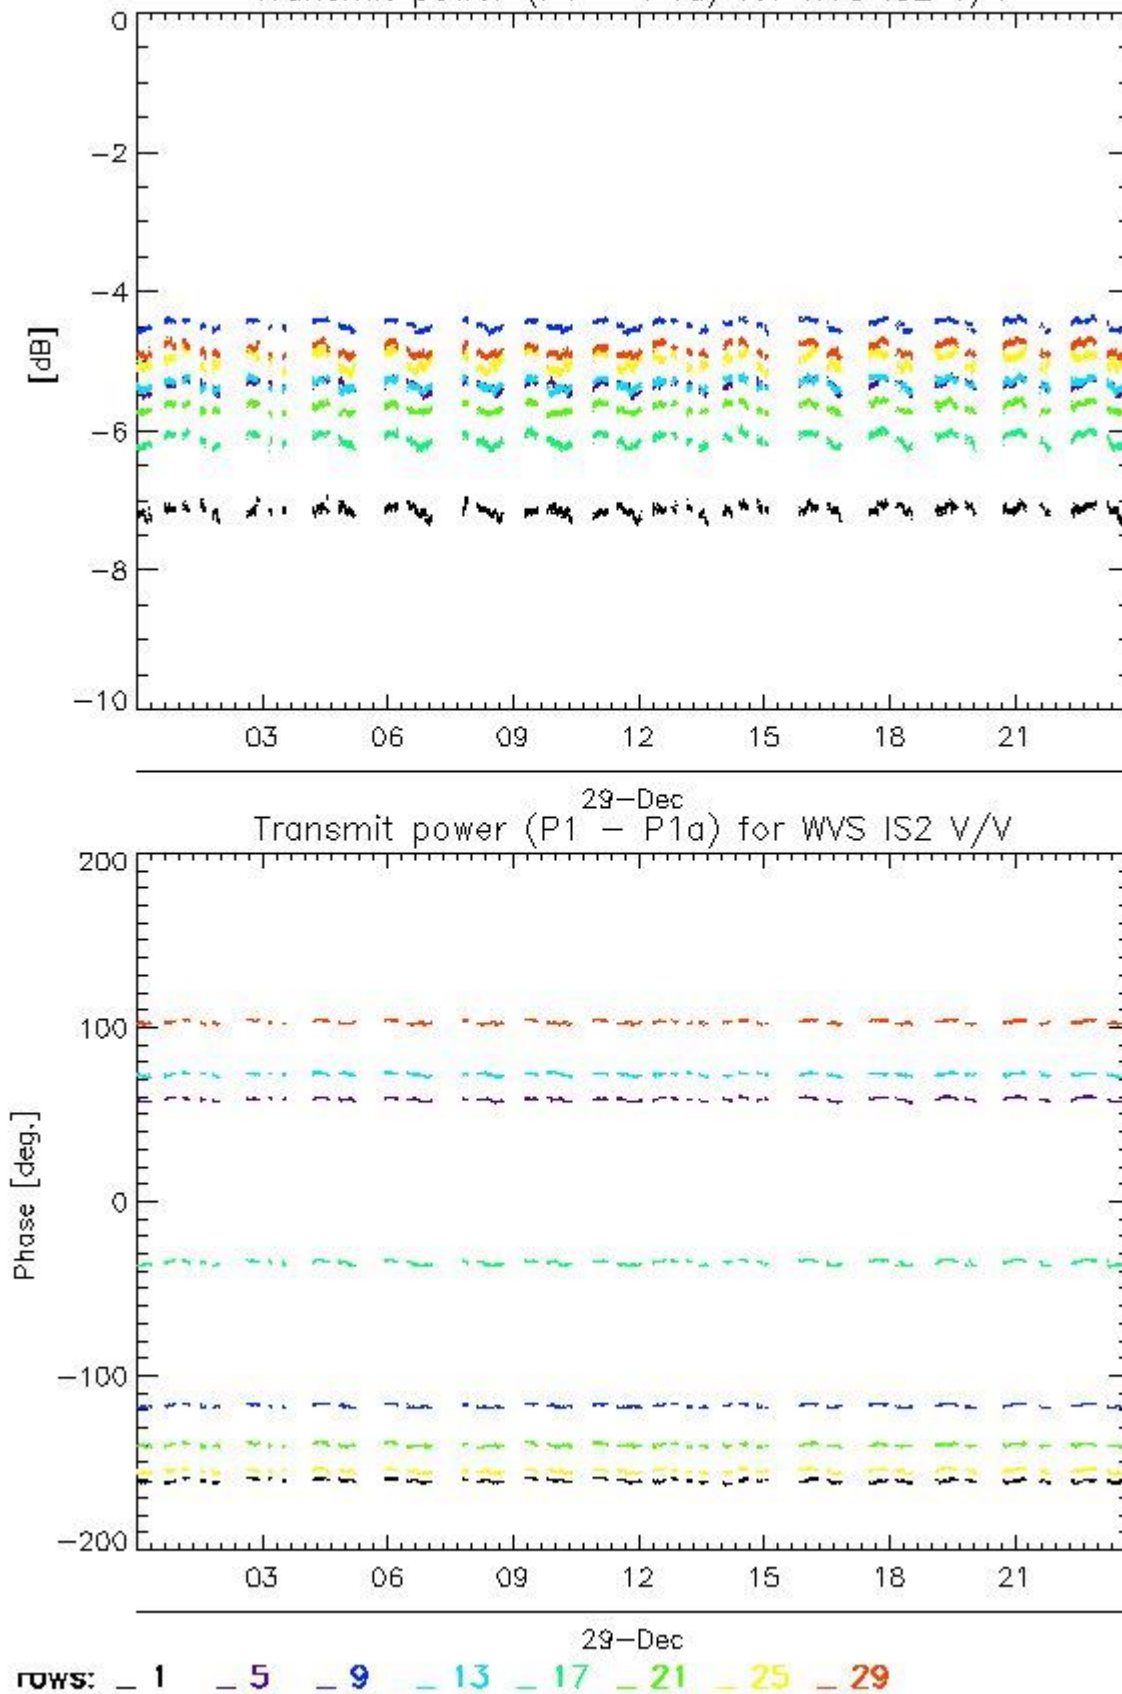 0
−2
−4
[dB]
−6
−8
−10
03 06 09 12 15 18 21
29−Dec
Transmit power (P1 − P1a) for WVS IS2 V/V
200
100
Phase [deg.]
0
−100
−200
03 06 09 12 15 18 21
29−Dec
rows: _ 1 _ 5 _ 9 _ 13 _ 17 _ 21 _ 25 _ 29